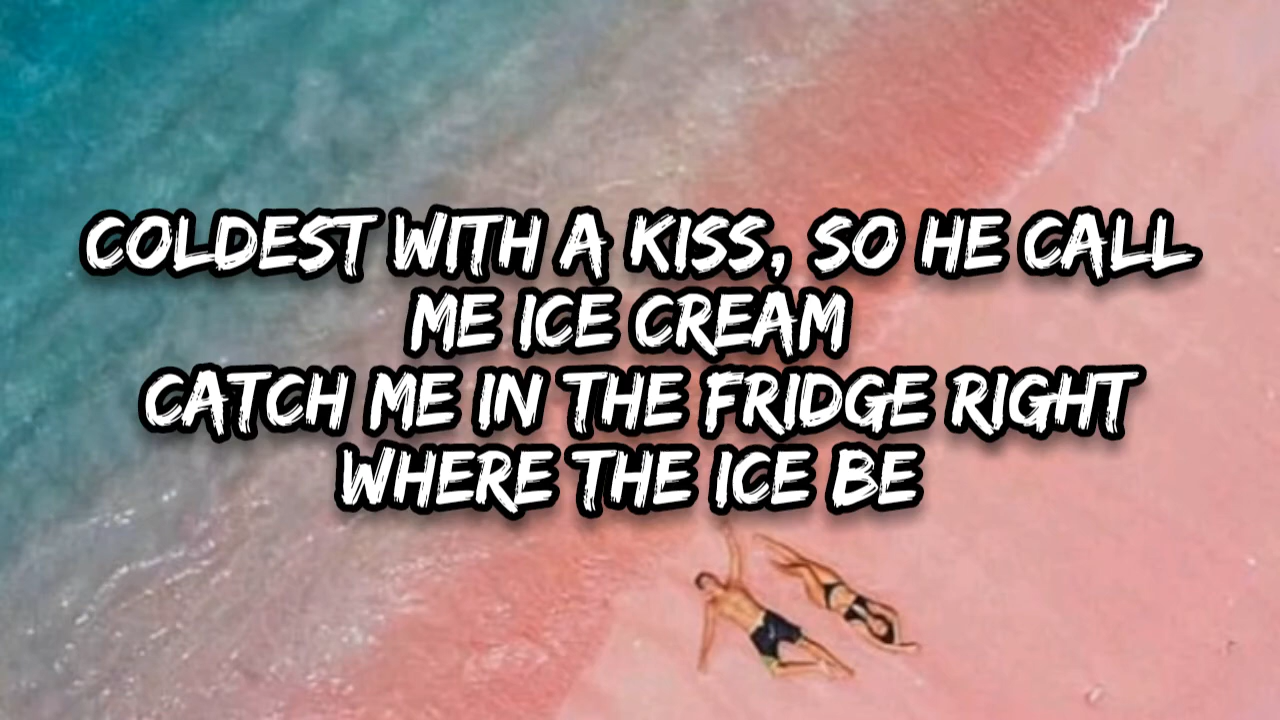 COLDEST WITH A KISS, SO HE CALL
ME ICE CREAM
CATCH ME IN THE FRIDGE RIGHT
WHERE THE ICE BE